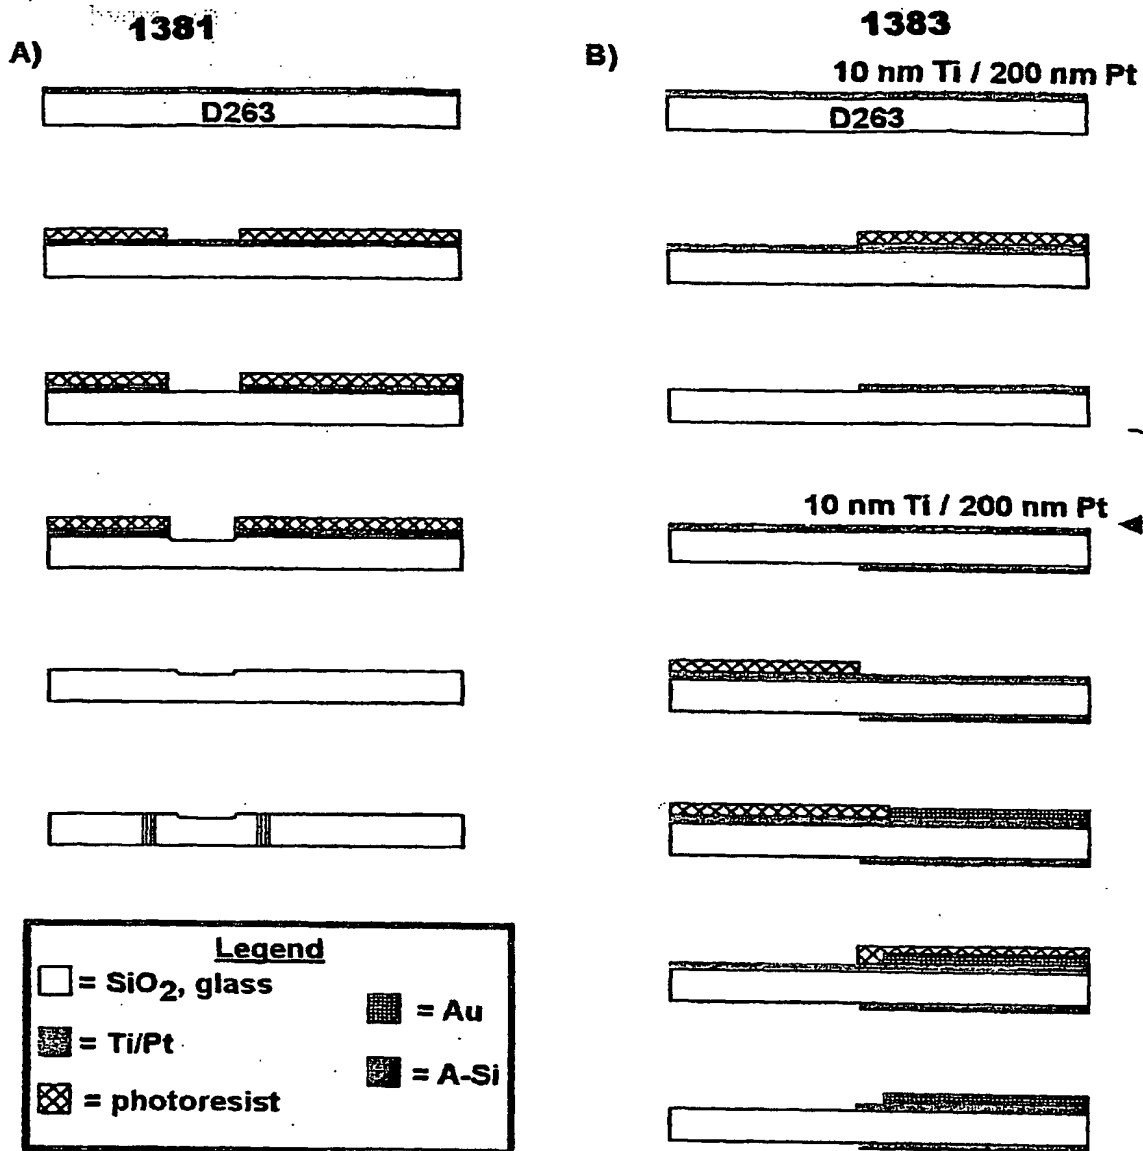 1381
A)
D263
1383
B)
10 nm Ti / 200 nm Pt
D263
10 nm Ti / 200 nm Pt
Legend
= SiO2, glass
= Ti/Pt
= photoresist
= Au
= A-Si